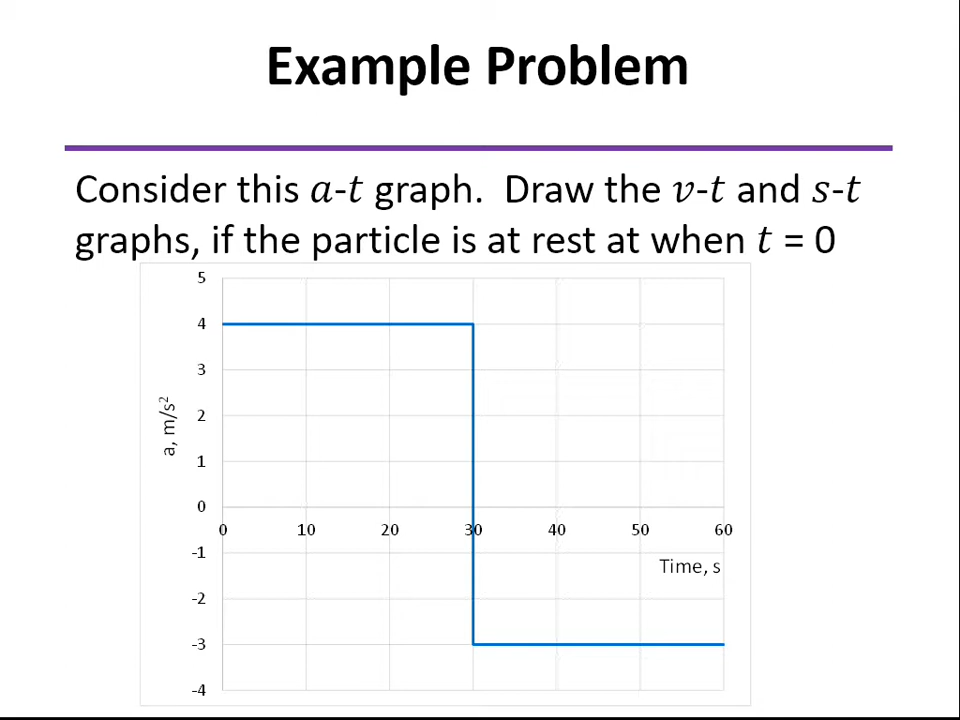 Example Problem
Consider this 𝑎-𝑡 graph.  Draw the 𝑣-𝑡 and 𝑠-𝑡
graphs, if the particle is at rest at when 𝑡 = 0
5
4
3
2
1
0
-1
-2
-3
-4
a, m/s²
0 10 20 30 40 50 60
Time, s